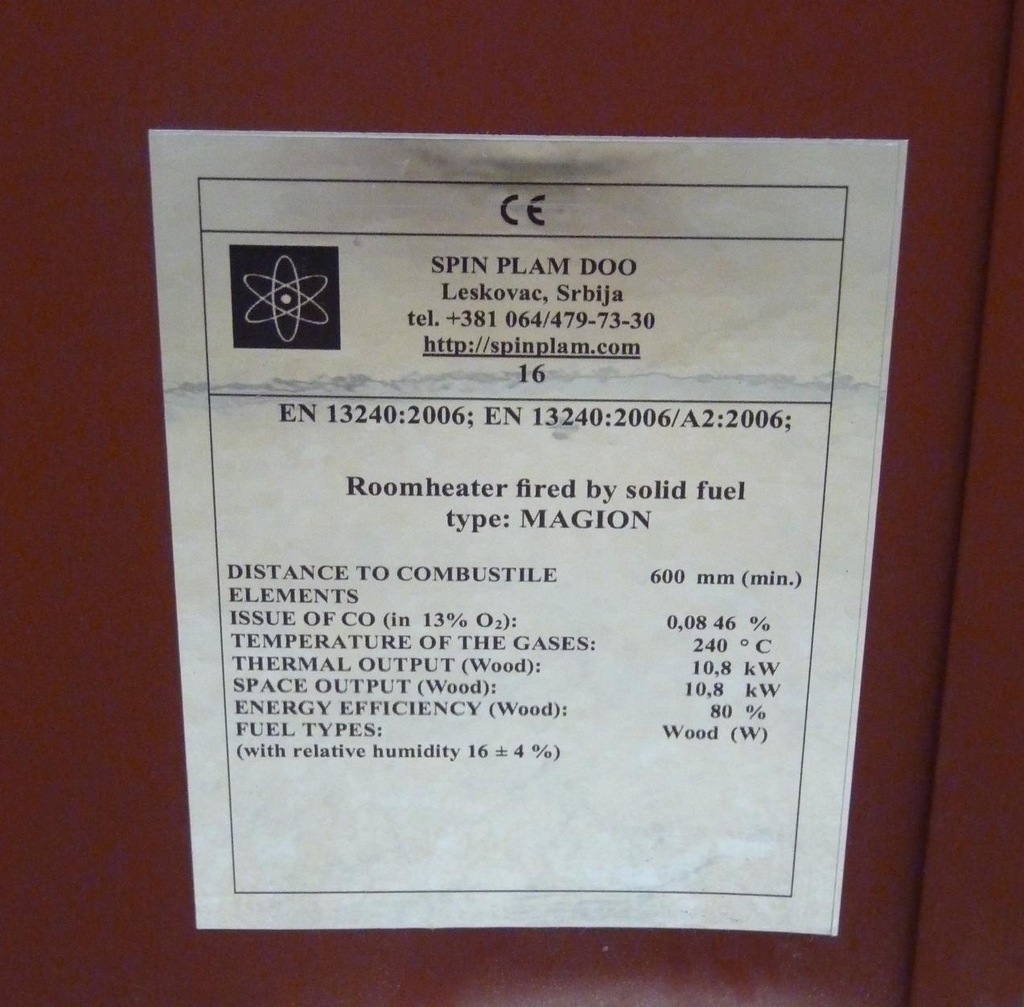 CE
SPIN PLAM DOO
Leskovac, Srbija
tel. +381 064/479-73-30
http://spinplam.com
16
EN 13240:2006; EN 13240:2006/A2:2006;
Roomheater fired by solid fuel
type: MAGION
DISTANCE TO COMBUSTILE 600 mm (min.)
ELEMENTS
ISSUE OF CO (in 13% O₂): 0,08 46 %
TEMPERATURE OF THE GASES: 240 ° C
THERMAL OUTPUT (Wood): 10,8 kW
SPACE OUTPUT (Wood): 10,8 kW
ENERGY EFFICIENCY (Wood): 80 %
FUEL TYPES: Wood (W)
(with relative humidity 16 ± 4 %)